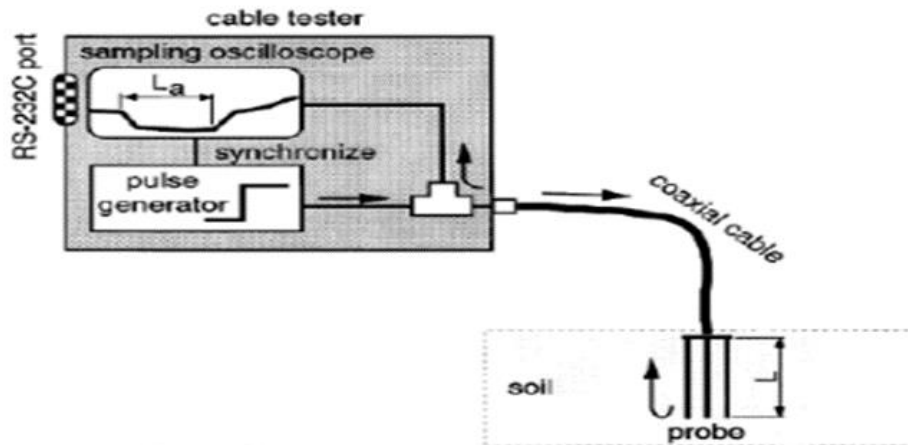 cable tester
sampling oscilloscope
RS-232C port
La
synchronize
pulse
generator
coaxial cable
soil
L
probe